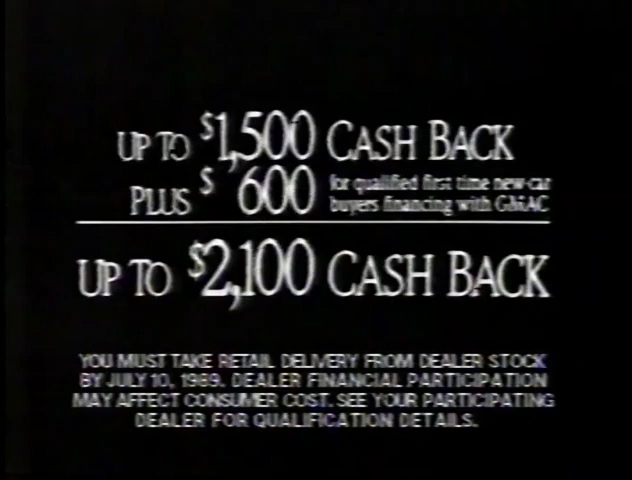 UP TO $1,500 CASH BACK
PLUS $600 for qualified first time new-car
buyers financing with GMAC
UP TO $2,100 CASH BACK
YOU MUST TAKE RETAIL DELIVERY FROM DEALER STOCK
BY JULY 10, 1989. DEALER FINANCIAL PARTICIPATION
MAY AFFECT CONSUMER COST. SEE YOUR PARTICIPATING
DEALER FOR QUALIFICATION DETAILS.